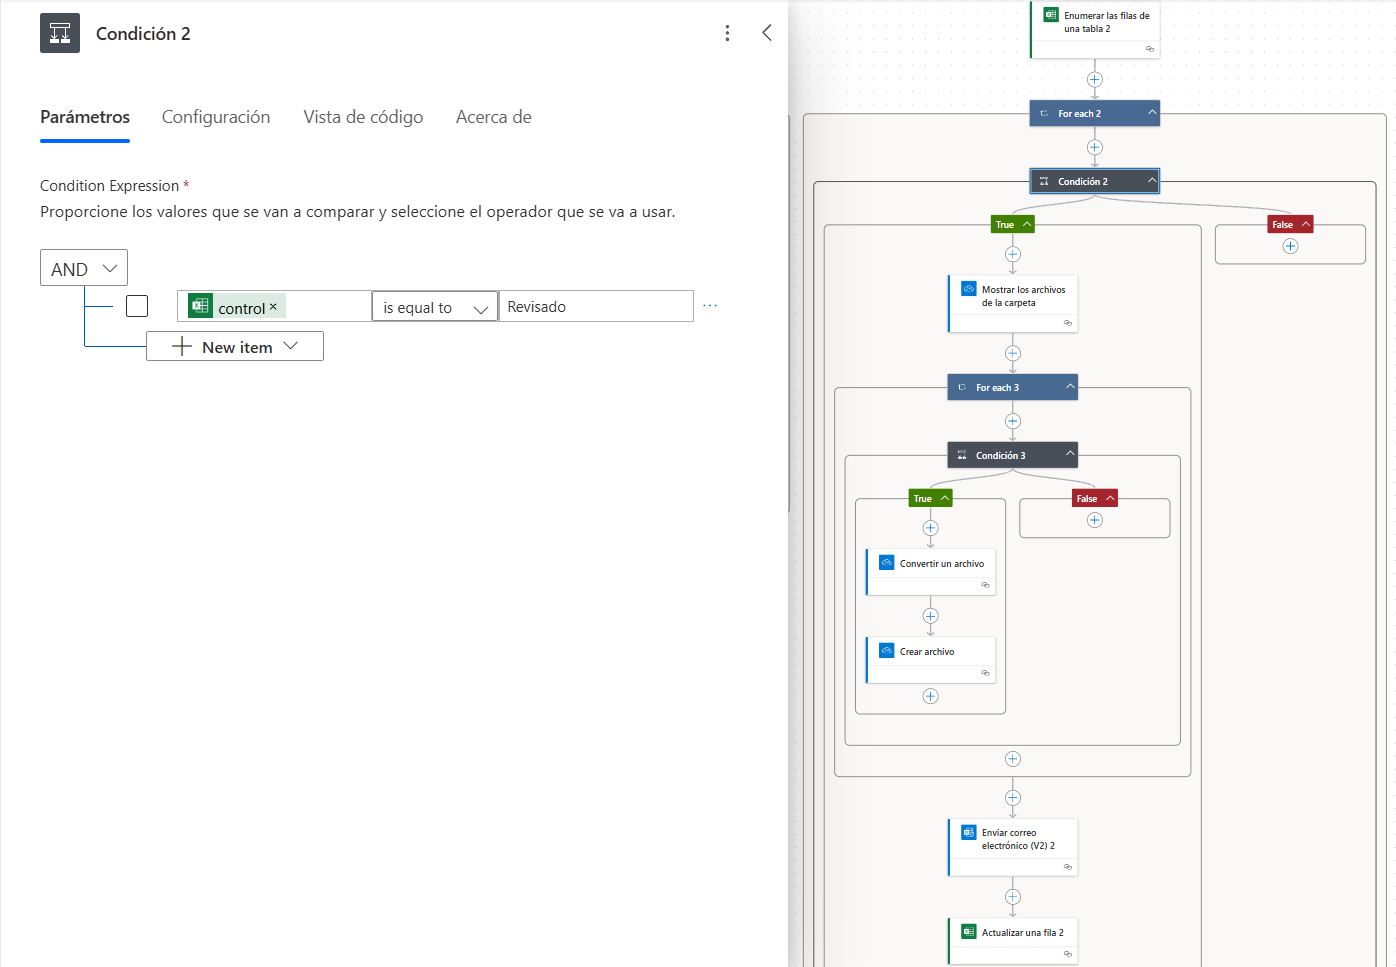 Condición 2
Parámetros
Configuración
Vista de código
Acerca de
Condition Expression *
Proporcione los valores que se van a comparar y seleccione el operador que se va a usar.
AND
control ×
is equal to
Revisado
...
New item
Enumerar las filas de
una tabla 2
For each 2
Condición 2
True
False
Mostrar los archivos
de la carpeta
For each 3
Condición 3
True
False
Convertir un archivo
Crear archivo
Enviar correo
electrónico (V2) 2
Actualizar una fila 2